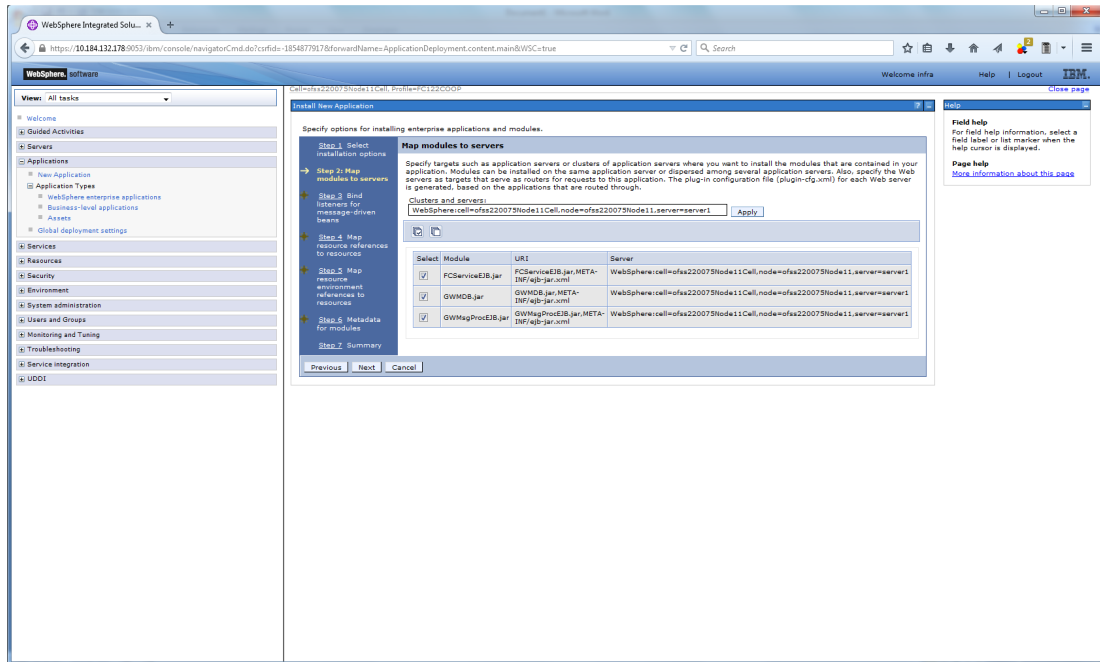 WebSphere Integrated Solu... × +
https://10.184.132.178:9053/ibm/console/navigatorCmd.do?csrfid=-1854877917&forwardName=ApplicationDeployment.content.main&WSC=true
Search
2
WebSphere. software
Welcome infra
Help | Logout
IBM.
View: All tasks
Welcome
Guided Activities
Servers
Applications
New Application
Application Types
WebSphere enterprise applications
Business-level applications
Assets
Global deployment settings
Services
Resources
Security
Environment
System administration
Users and Groups
Monitoring and Tuning
Troubleshooting
Service integration
UDDI
Cell=ofss220075Node11Cell, Profile=FC122COOP
Close page
Install New Application
? –
Specify options for installing enterprise applications and modules.
Step 1 Select
installation options
Step 2: Map
modules to servers
Step 3 Bind
listeners for
message-driven
beans
Step 4 Map
resource references
to resources
Step 5 Map
resource
environment
references to
resources
Step 6 Metadata
for modules
Step 7 Summary
Map modules to servers
Specify targets such as application servers or clusters of application servers where you want to install the modules that are contained in your
application. Modules can be installed on the same application server or dispersed among several application servers. Also, specify the Web
servers as targets that serve as routers for requests to this application. The plug-in configuration file (plugin-cfg.xml) for each Web server
is generated, based on the applications that are routed through.
Clusters and servers:
WebSphere:cell=ofss220075Node11Cell,node=ofss220075Node11,server=server1
Apply
Select Module URI Server
FCServiceEJB.jar FCServiceEJB.jar,META-INF/ejb-jar.xml WebSphere:cell=ofss220075Node11Cell,node=ofss220075Node11,server=server1
GWMDB.jar GWMDB.jar,META-INF/ejb-jar.xml WebSphere:cell=ofss220075Node11Cell,node=ofss220075Node11,server=server1
GWMsgProcEJB.jar GWMsgProcEJB.jar,META-INF/ejb-jar.xml WebSphere:cell=ofss220075Node11Cell,node=ofss220075Node11,server=server1
Previous Next Cancel
Help
Field help
For field help information, select a
field label or list marker when the
help cursor is displayed.
Page help
More information about this page